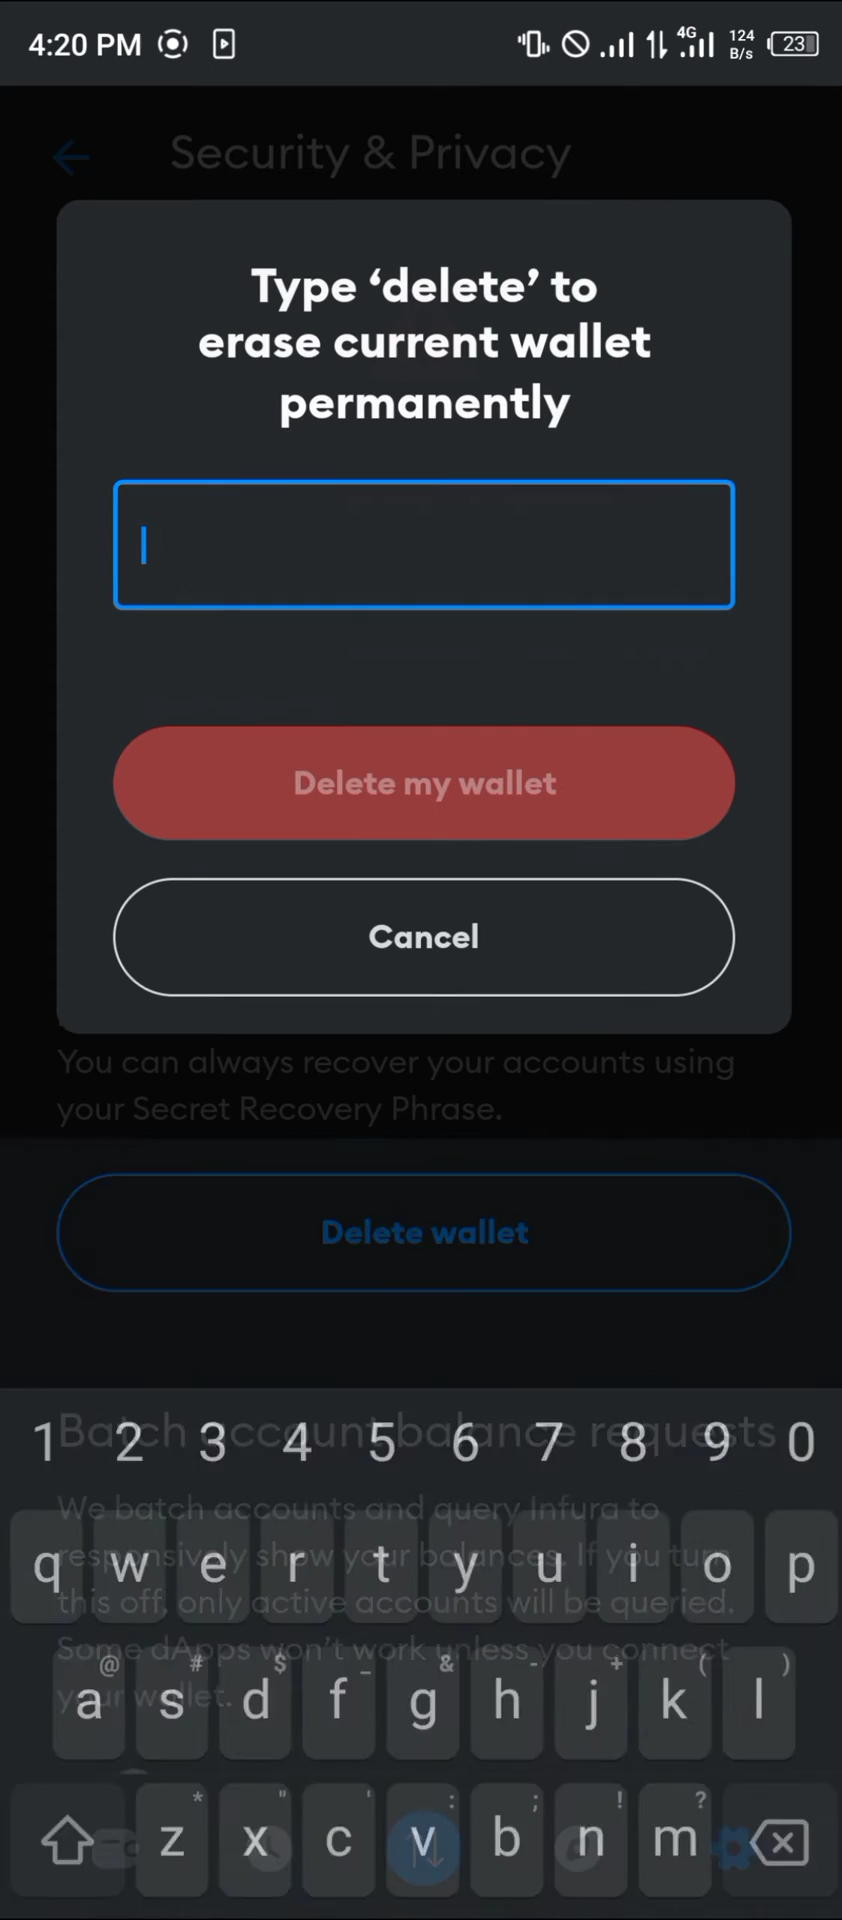 4:20 PM 4G 124 B/s 23
Security & Privacy
Type ‘delete’ to
erase current wallet
permanently
Delete my wallet
Cancel
You can always recover your accounts using
your Secret Recovery Phrase.
Delete wallet
Batch account balance requests
1 2 3 4 5 6 7 8 9 0
We batch accounts and query Infura to
responsively show your balances. If you turn
q w e r t y u i o p
this off, only active accounts will be queried.
Some dApps won’t work unless you connect
your wallet.
@ # $ _ & - + ( )
a s d f g h j k l
* " ' : ; ! ?
z x c v b n m